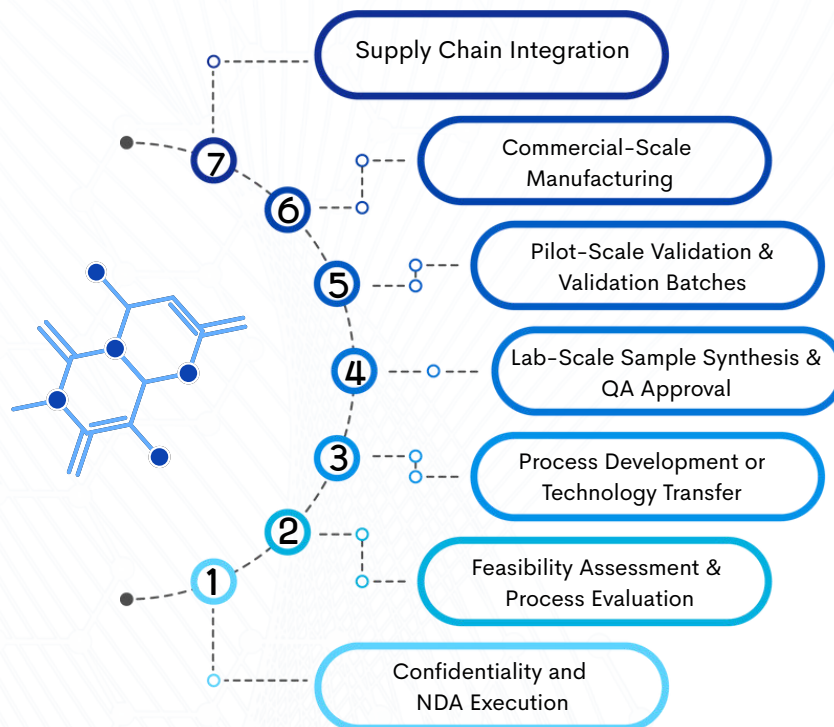 Supply Chain Integration
7
Commercial-Scale
Manufacturing
6
Pilot-Scale Validation &
Validation Batches
5
Lab-Scale Sample Synthesis &
QA Approval
4
Process Development or
Technology Transfer
3
Feasibility Assessment &
Process Evaluation
2
1
Confidentiality and
NDA Execution